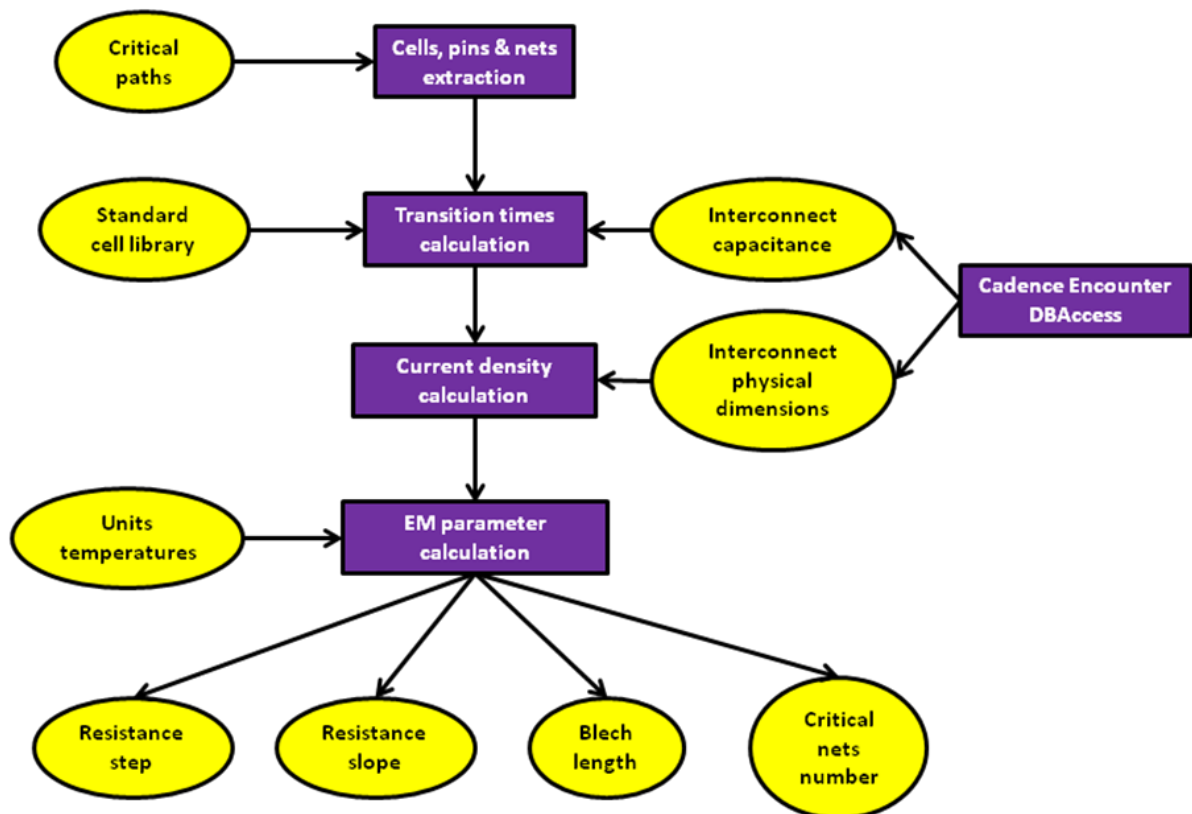 Critical
paths
Cells, pins & nets
extraction
Standard
cell library
Transition times
calculation
Interconnect
capacitance
Cadence Encounter
DBAccess
Current density
calculation
Interconnect
physical
dimensions
Units
temperatures
EM parameter
calculation
Resistance
step
Resistance
slope
Blech
length
Critical
nets
number